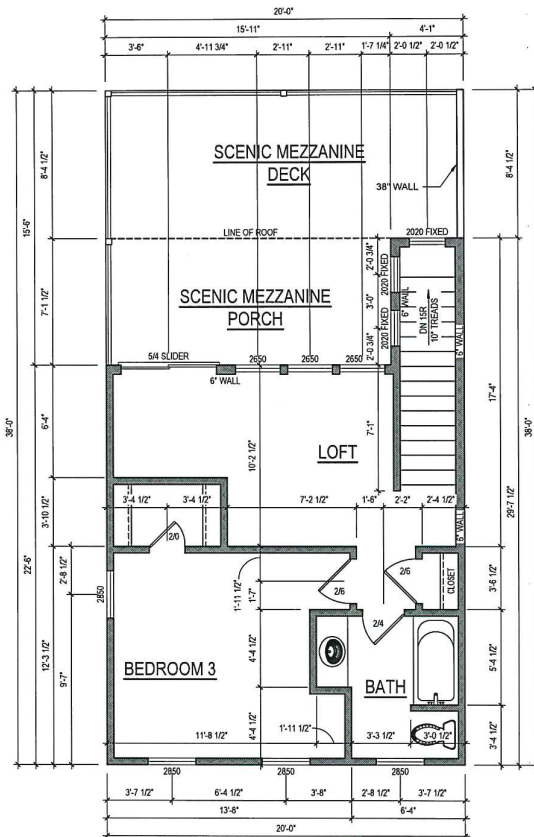 20'-0"
15'-11" 4'-1"
3'-6" 4'-11 3/4" 2'-11" 2'-11" 1'-7 1/4" 2'-0 1/2" 2'-0 1/2"
SCENIC MEZZANINE
DECK
38" WALL
8'-4 1/2"
8'-4 1/2"
15'-6"
LINE OF ROOF
2020 FIXED
SCENIC MEZZANINE
PORCH
7'-1 1/2"
2'-0 3/4"
3'-0"
2'-0 3/4"
2020 FIXED
2020 FIXED
6" WALL
DN 15R
10" TREADS
6" WALL
17'-4"
5/4 SLIDER
6" WALL
2650 2650 2650
38'-0"
38'-0"
6'-4"
10'-2 1/2"
LOFT
7'-1"
29'-7 1/2"
3'-10 1/2"
3'-4 1/2" 3'-4 1/2" 7'-2 1/2" 1'-6" 2'-2" 2'-4 1/2"
6" WALL
2/0
22'-6"
2'-8 1/2"
2850
12'-3 1/2"
9'-7"
1'-11 1/2"
1'-7"
2/6
2/6
CLOSET
3'-6 1/2"
2/4
4'-4 1/2"
5'-4 1/2"
BEDROOM 3
BATH
4'-4 1/2"
1'-11 1/2"
11'-8 1/2" 3'-3 1/2" 3'-0 1/2"
3'-4 1/2"
2850 2850 2850
3'-7 1/2" 6'-4 1/2" 3'-8" 2'-8 1/2" 3'-7 1/2"
13'-8" 6'-4"
20'-0"